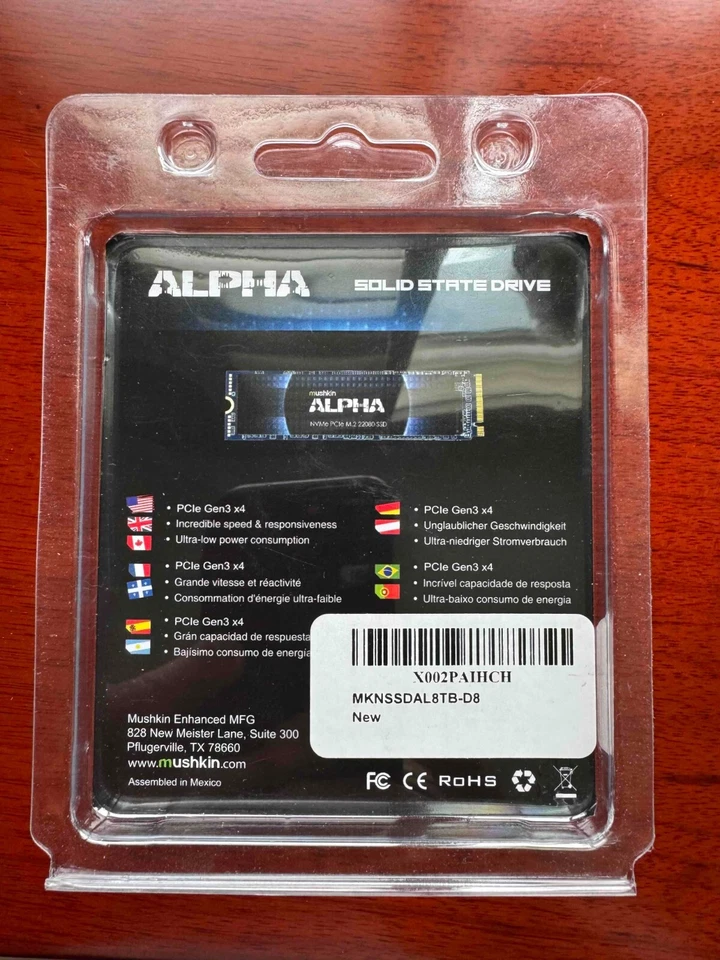 ALPHA SOLID STATE DRIVE
mushkin
ALPHA
NVMe PCIe M.2 22080 SSD
• PCIe Gen3 x4
• Incredible speed & responsiveness
• Ultra-low power consumption
• PCIe Gen3 x4
• Unglaublicher Geschwindigkeit
• Ultra-niedriger Stromverbrauch
• PCIe Gen3 x4
• Grande vitesse et réactivité
• Consommation d'énergie ultra-faible
• PCIe Gen3 x4
• Incrível capacidade de resposta
• Ultra-baixo consumo de energia
• PCIe Gen3 x4
• Grán capacidad de respuesta
• Bajísimo consumo de energía
X002PAIHCH
MKNSSDAL8TB-D8
New
Mushkin Enhanced MFG
828 New Meister Lane, Suite 300
Pflugerville, TX 78660
www.mushkin.com
Assembled in Mexico
FC CE RoHS